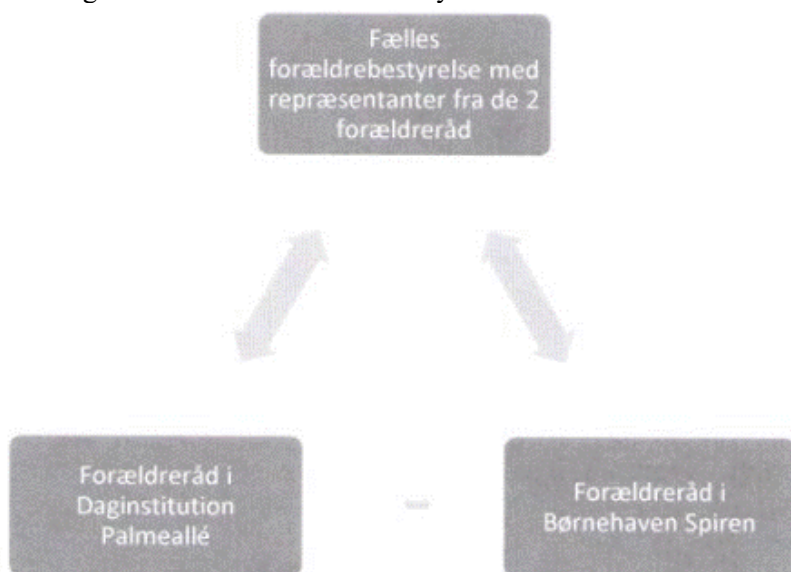 Fælles
forældrebestyrelse med
repræsentanter fra de 2
forældreråd
Forældreråd i
Daginstitution
Palmeallé
Forældreråd i
Børnehaven Spiren